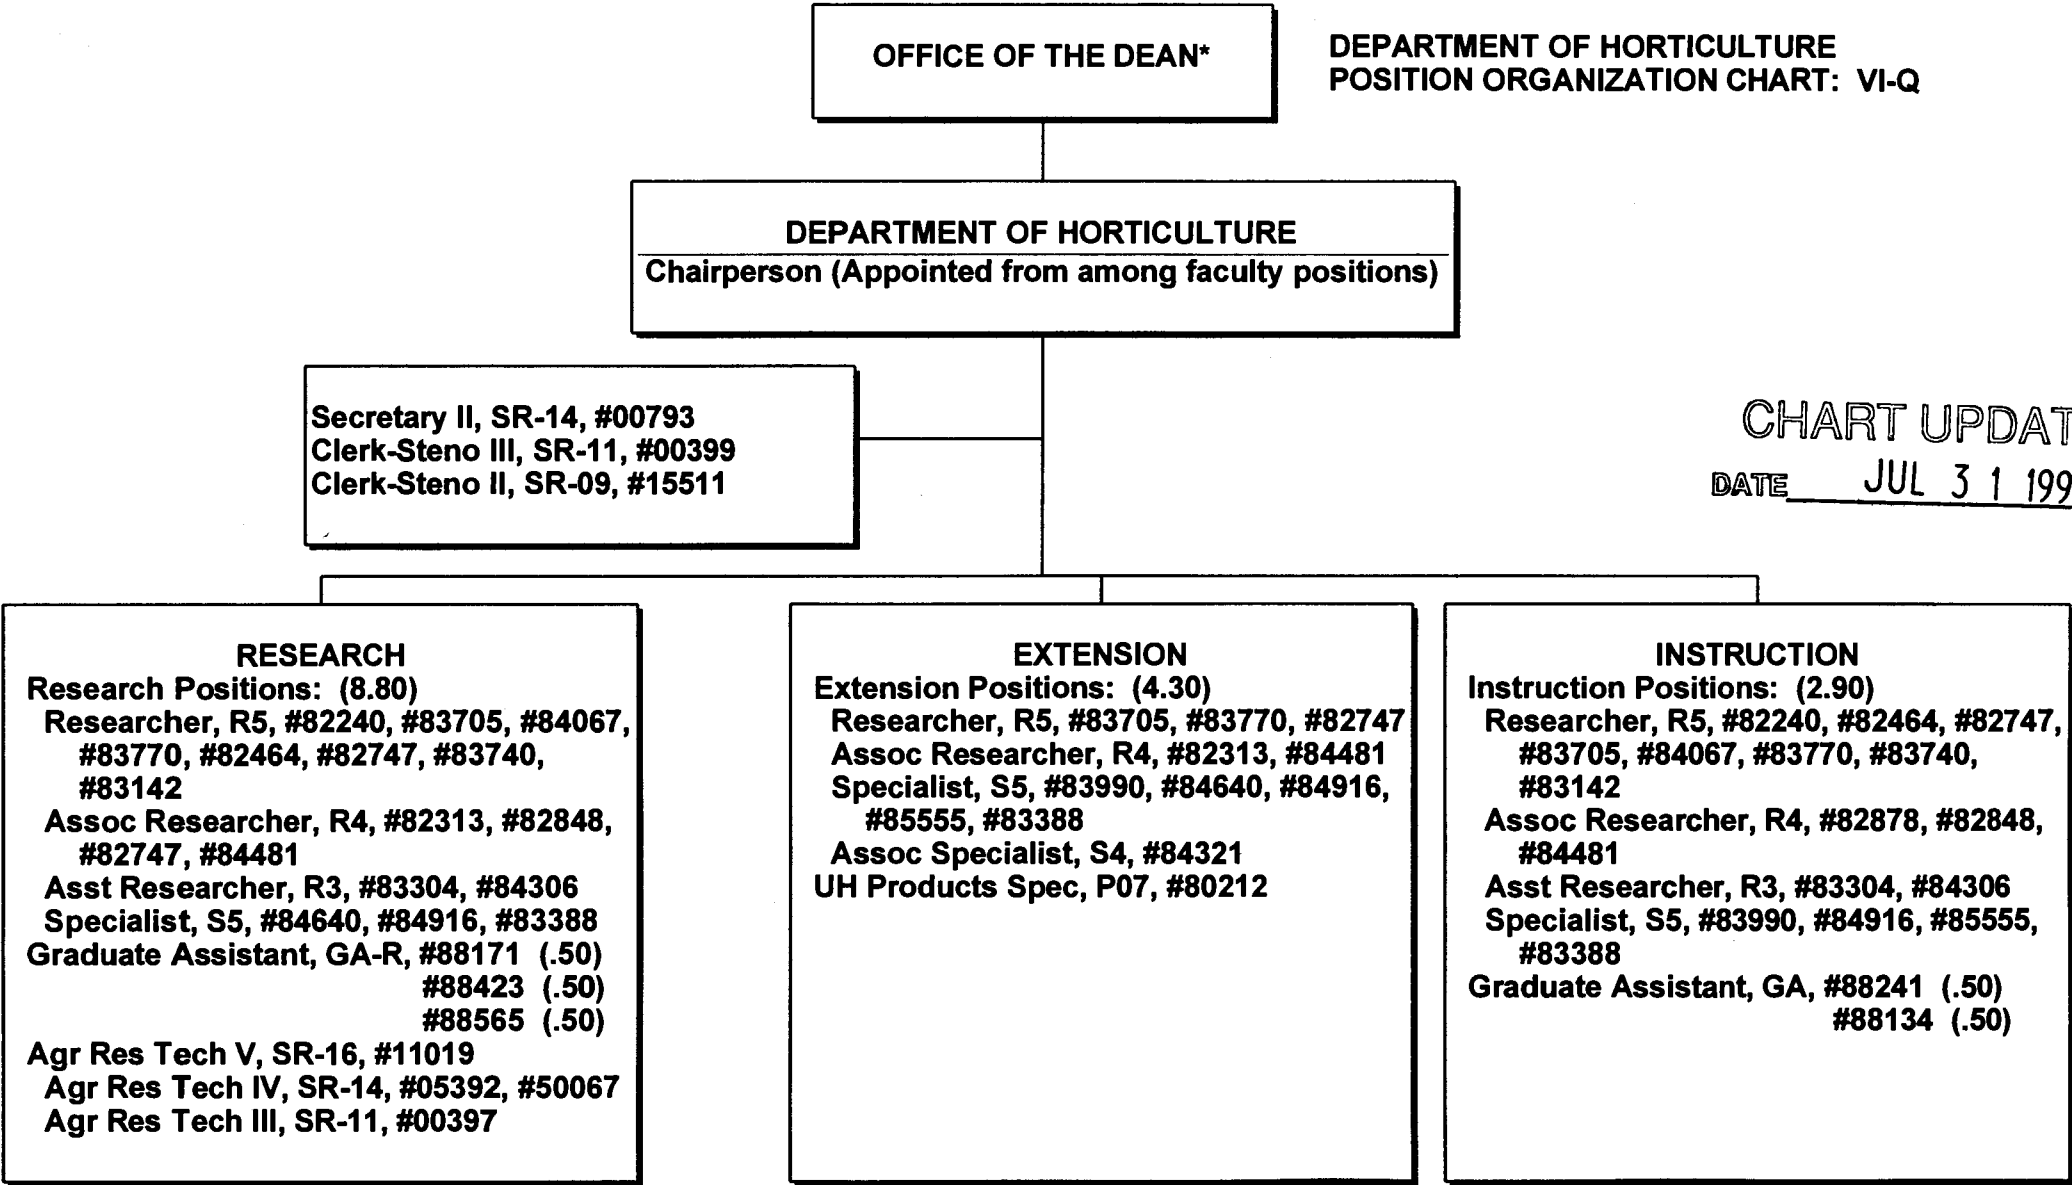 OFFICE OF THE DEAN*
DEPARTMENT OF HORTICULTURE
POSITION ORGANIZATION CHART: VI-Q
DEPARTMENT OF HORTICULTURE
Chairperson (Appointed from among faculty positions)
Secretary II, SR-14, #00793
Clerk-Steno III, SR-11, #00399
Clerk-Steno II, SR-09, #15511
CHART UPDAT
DATE JUL 31 199
RESEARCH
Research Positions: (8.80)
Researcher, R5, #82240, #83705, #84067,
#83770, #82464, #82747, #83740,
#83142
Assoc Researcher, R4, #82313, #82848,
#82747, #84481
Asst Researcher, R3, #83304, #84306
Specialist, S5, #84640, #84916, #83388
Graduate Assistant, GA-R, #88171 (.50)
#88423 (.50)
#88565 (.50)
Agr Res Tech V, SR-16, #11019
Agr Res Tech IV, SR-14, #05392, #50067
Agr Res Tech III, SR-11, #00397
EXTENSION
Extension Positions: (4.30)
Researcher, R5, #83705, #83770, #82747
Assoc Researcher, R4, #82313, #84481
Specialist, S5, #83990, #84640, #84916,
#85555, #83388
Assoc Specialist, S4, #84321
UH Products Spec, P07, #80212
INSTRUCTION
Instruction Positions: (2.90)
Researcher, R5, #82240, #82464, #82747,
#83705, #84067, #83770, #83740,
#83142
Assoc Researcher, R4, #82878, #82848,
#84481
Asst Researcher, R3, #83304, #84306
Specialist, S5, #83990, #84916, #85555,
#83388
Graduate Assistant, GA, #88241 (.50)
#88134 (.50)